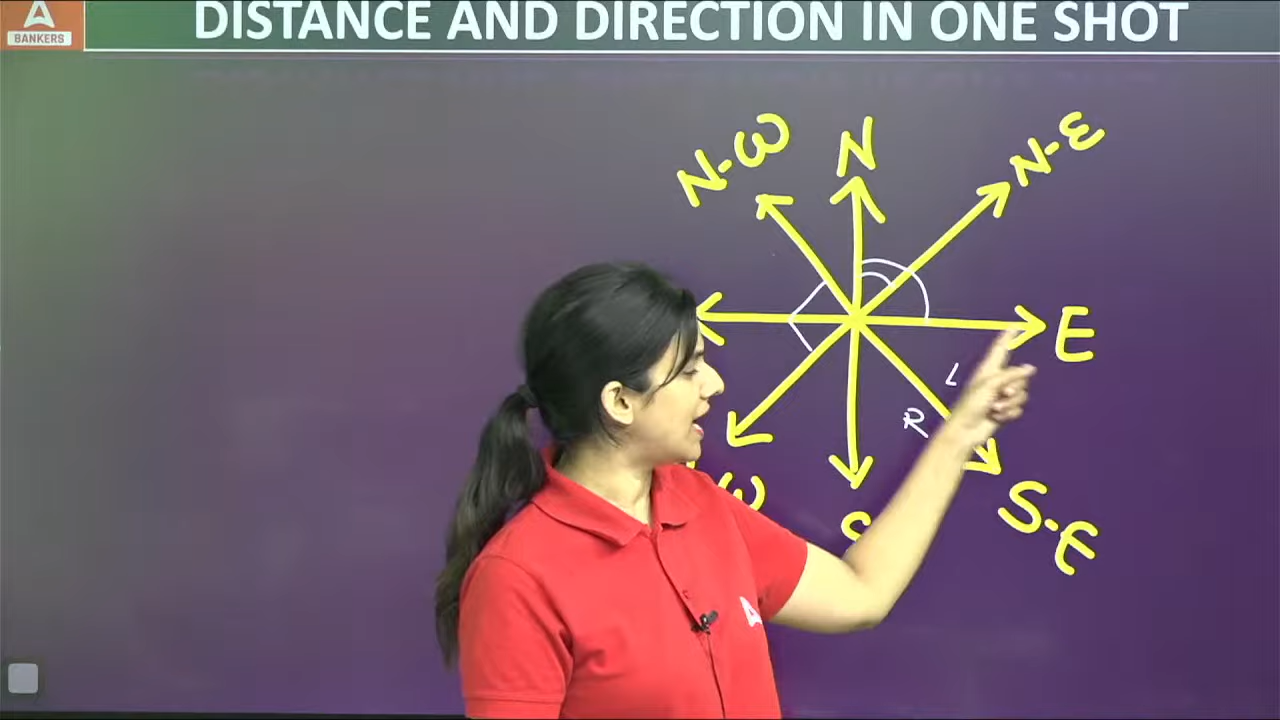 BANKERS
DISTANCE AND DIRECTION IN ONE SHOT
N-W
N
N-E
E
L
R
W
S
S-E